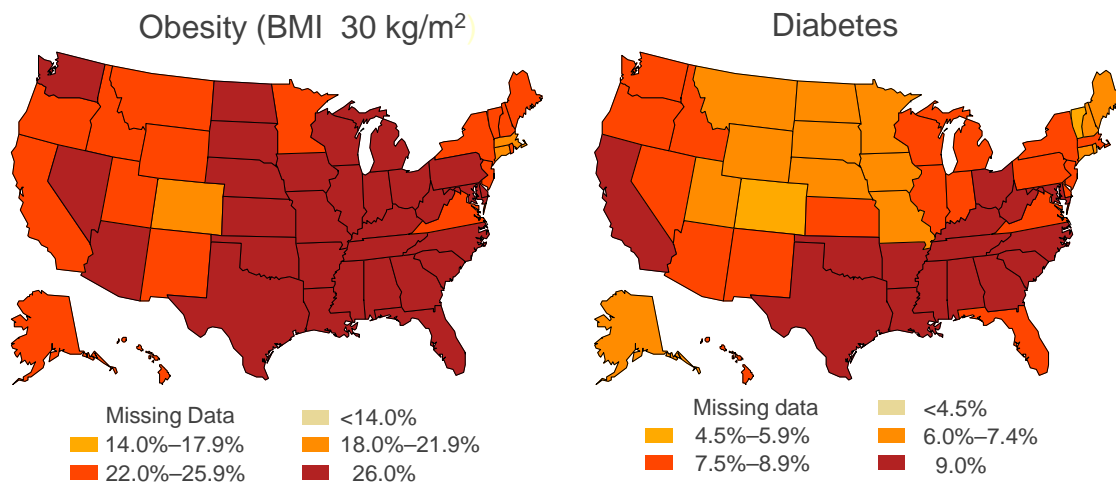 Obesity (BMI  30 kg/m²)
Diabetes
Missing Data
<14.0%
14.0%–17.9%
18.0%–21.9%
22.0%–25.9%
26.0%
Missing data
<4.5%
4.5%–5.9%
6.0%–7.4%
7.5%–8.9%
9.0%